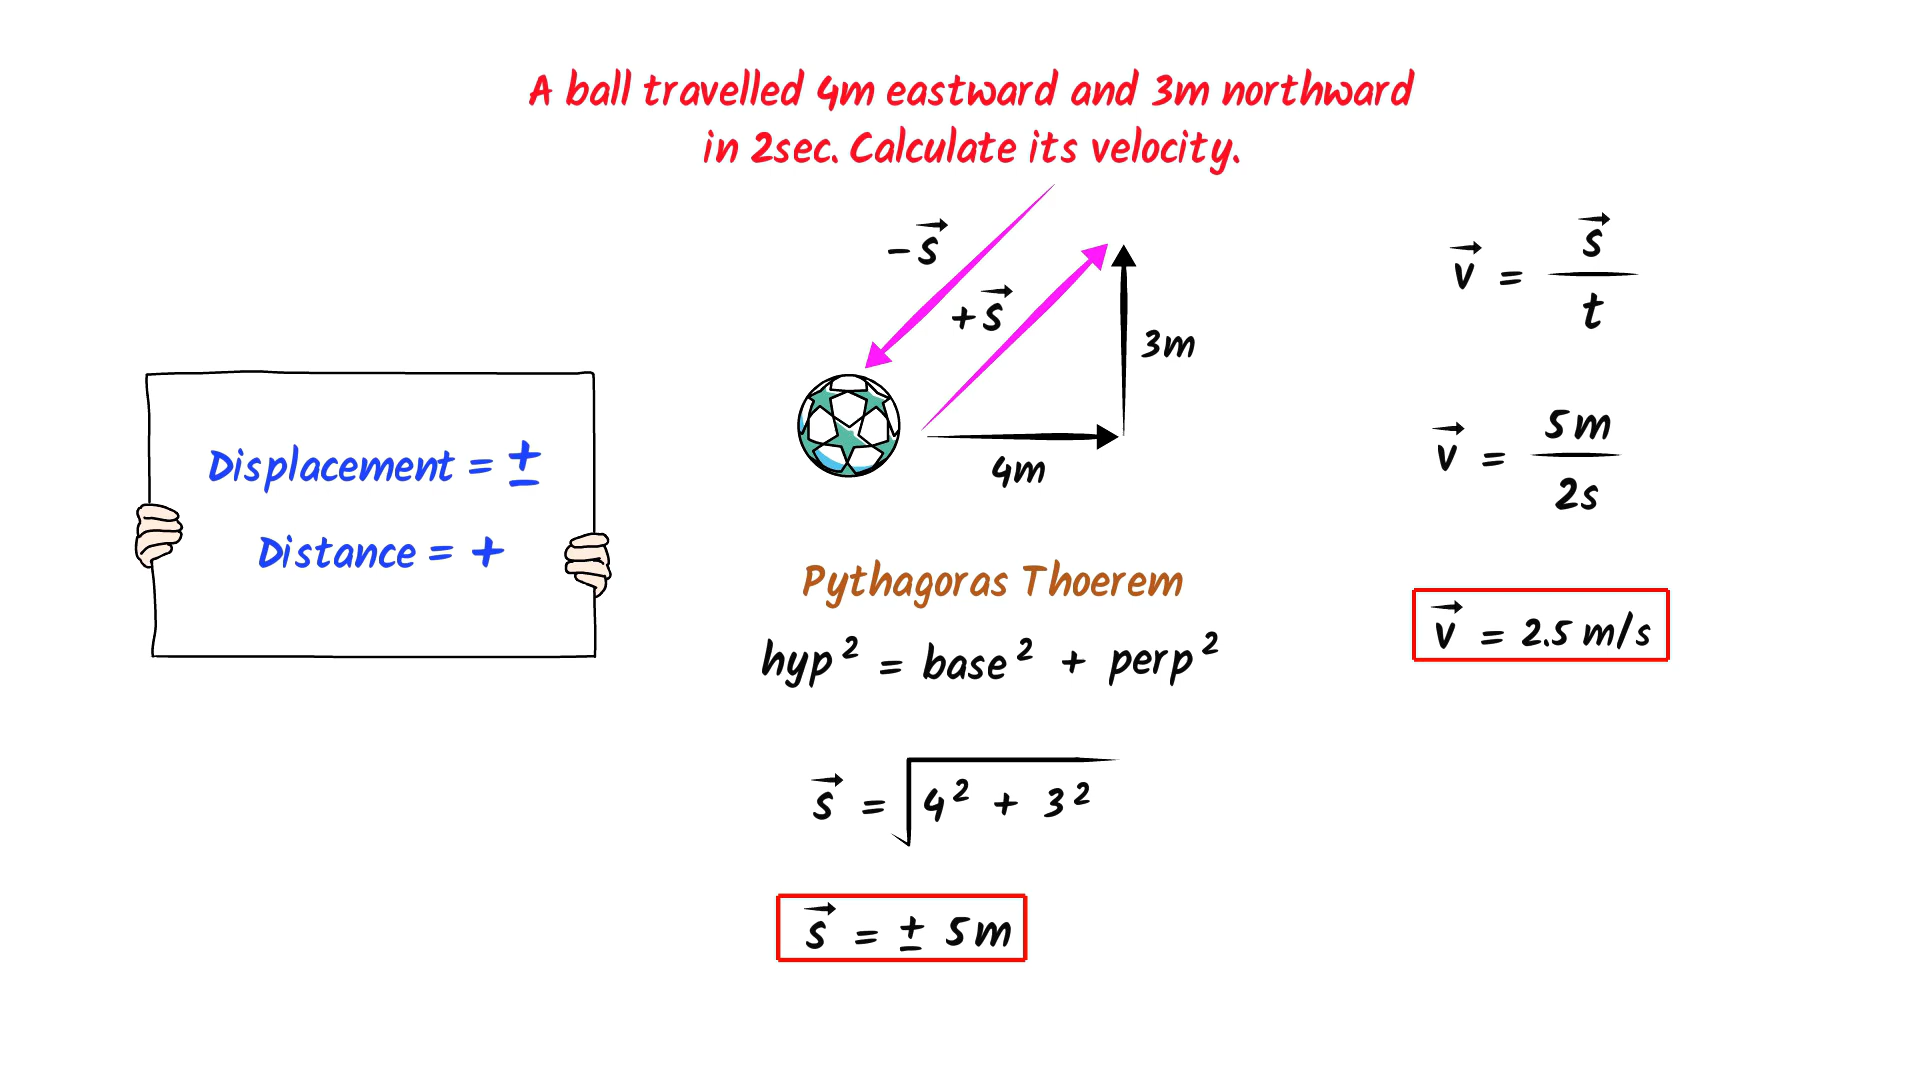 A ball travelled 4m eastward and 3m northward
in 2sec. Calculate its velocity.
Displacement = ±
Distance = +
-s⃗
+s⃗
3m
4m
Pythagoras Thoerem
hyp² = base² + perp²
s⃗ = √4² + 3²
s⃗ = ± 5m
v⃗ = s⃗ / t
v⃗ = 5m / 2s
v⃗ = 2.5 m/s